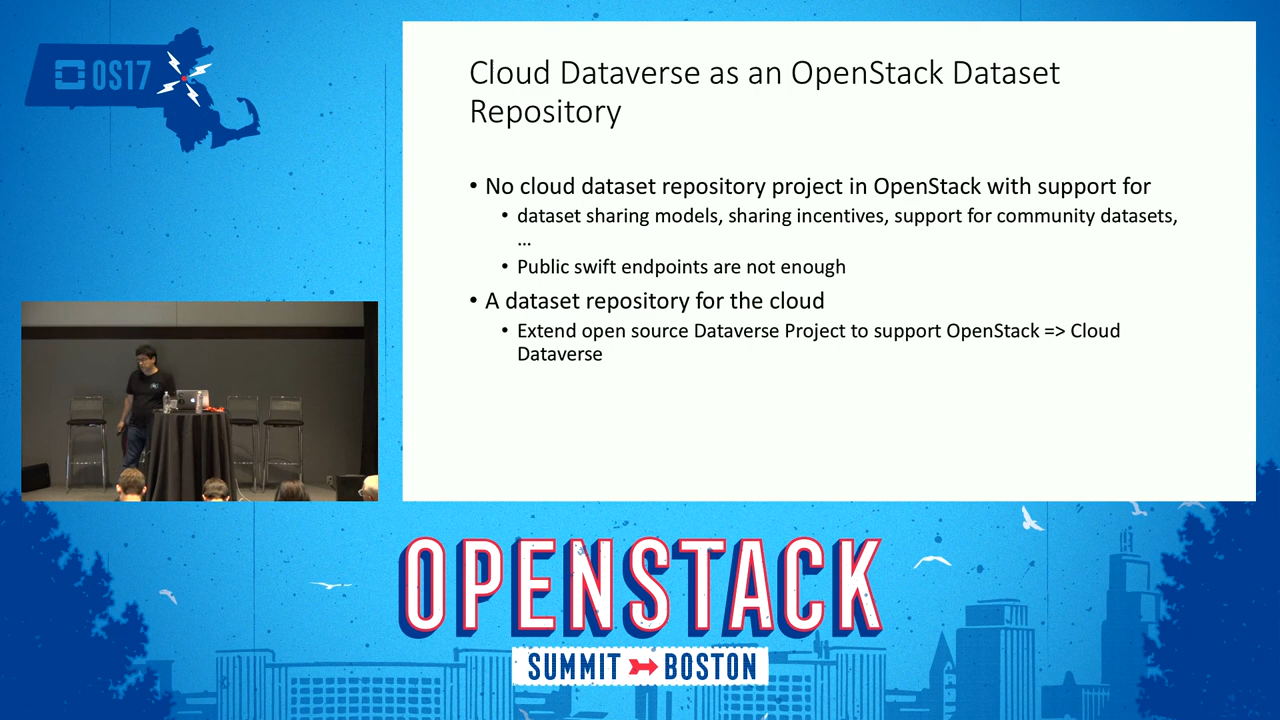 OS17
Cloud Dataverse as an OpenStack Dataset
Repository
• No cloud dataset repository project in OpenStack with support for
• dataset sharing models, sharing incentives, support for community datasets,
...
• Public swift endpoints are not enough
• A dataset repository for the cloud
• Extend open source Dataverse Project to support OpenStack => Cloud
Dataverse
OPENSTACK
SUMMIT BOSTON